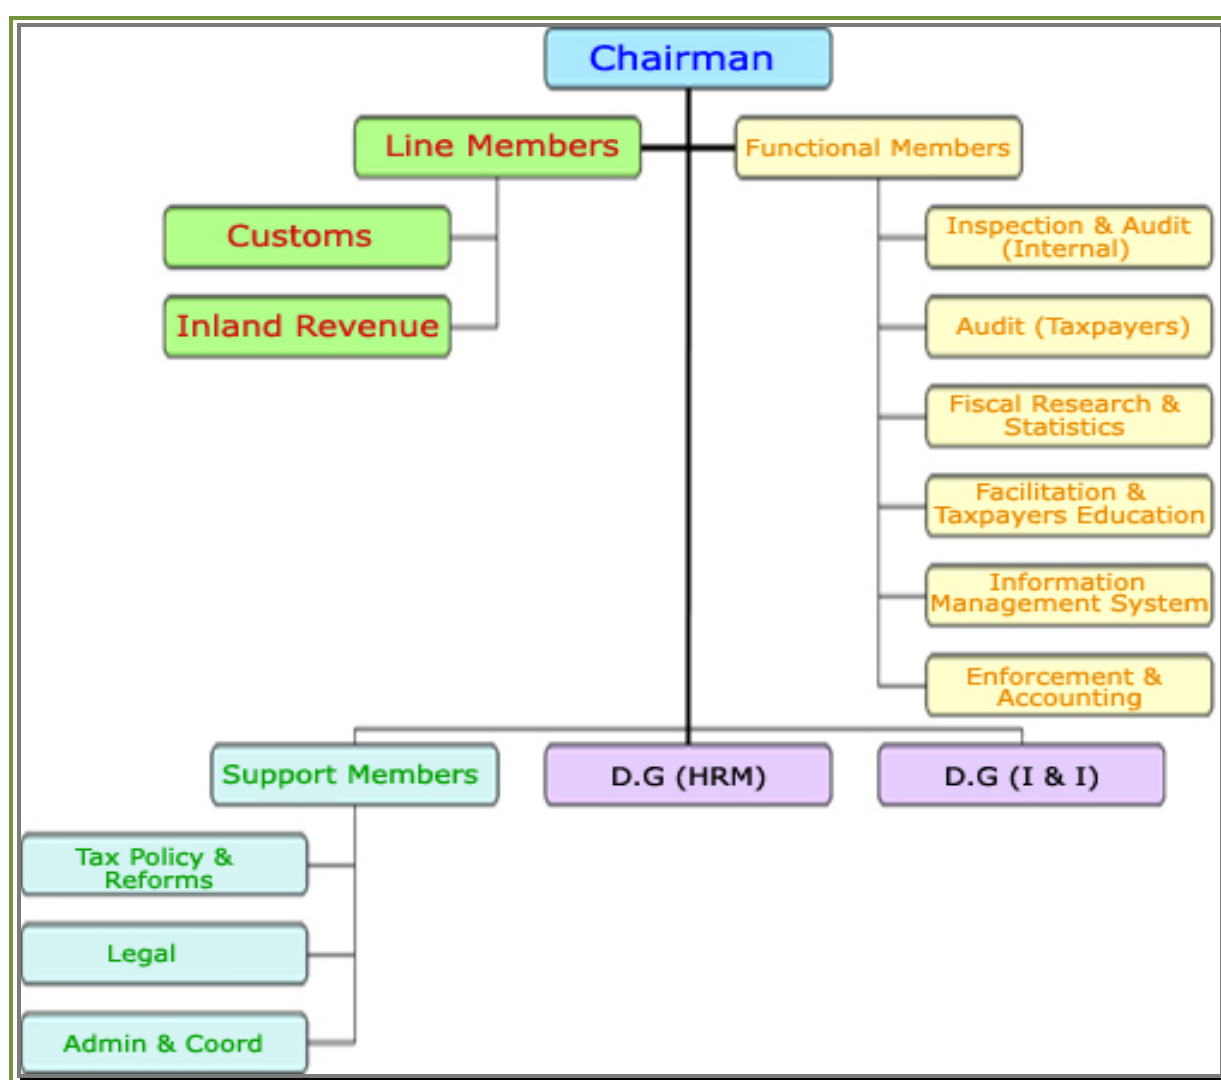 Chairman
Line Members
Functional Members
Customs
Inland Revenue
Inspection & Audit
(Internal)
Audit (Taxpayers)
Fiscal Research &
Statistics
Facilitation &
Taxpayers Education
Information
Management System
Enforcement &
Accounting
Support Members
D.G (HRM)
D.G (I & I)
Tax Policy &
Reforms
Legal
Admin & Coord